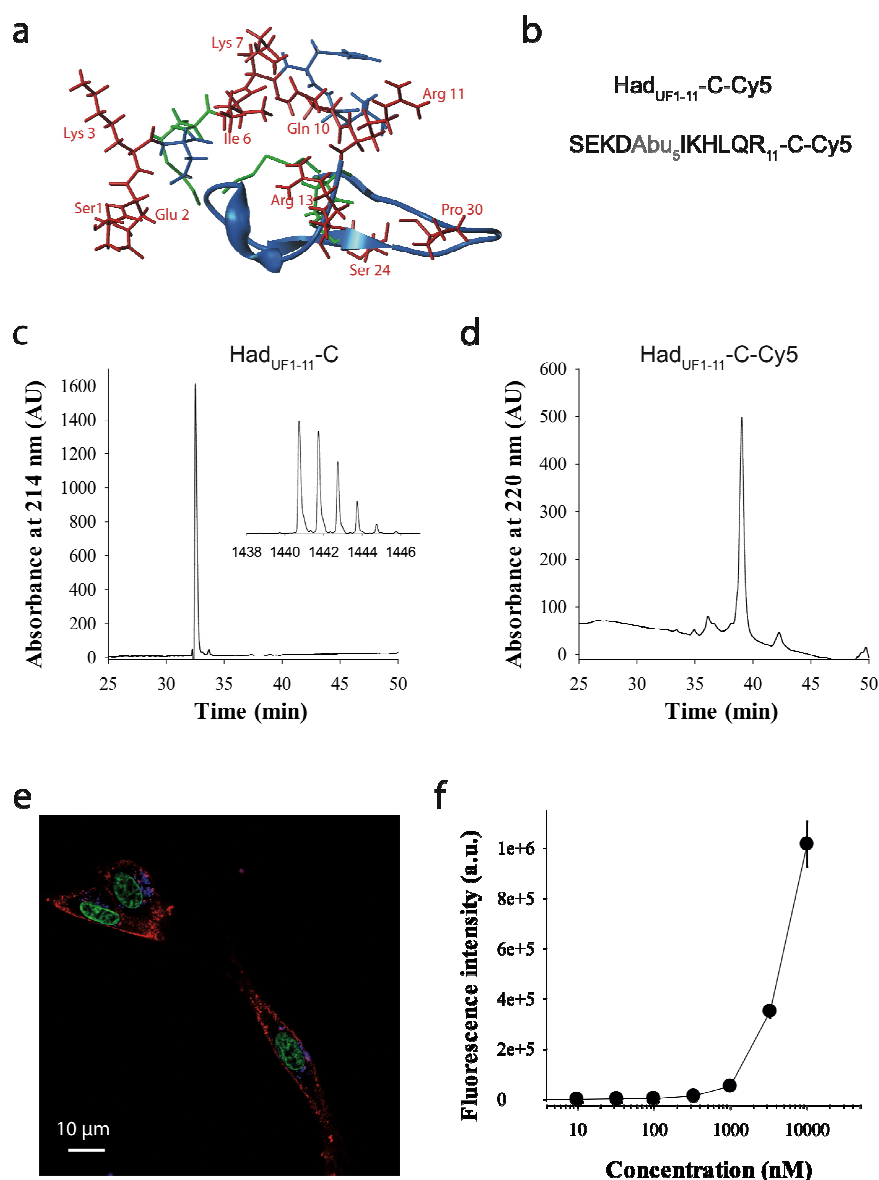 a
Lys 7
Lys 3
Ile 6
Gln 10
Arg 11
Ser1
Glu 2
Arg 13
Pro 30
Ser 24
b
HadUF1-11-C-Cy5
SEKDAbu5IKHLQR11-C-Cy5
c
HadUF1-11-C
Absorbance at 214 nm (AU)
1600
1400
1200
1000
800
600
400
200
0
1438 1440 1442 1444 1446
25 30 35 40 45 50
Time (min)
d
HadUF1-11-C-Cy5
Absorbance at 220 nm (AU)
600
500
400
300
200
100
0
25 30 35 40 45 50
Time (min)
e
10 µm
f
Fluorescence intensity (a.u.)
1e+6
8e+5
6e+5
4e+5
2e+5
0
10 100 1000 10000
Concentration (nM)